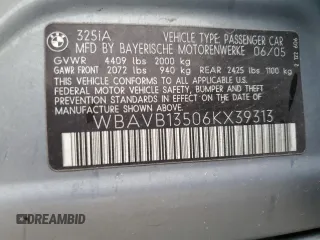 325iA VEHICLE TYPE, PASSENGER CAR
MFD BY BAYERISCHE MOTORENWERKE 06/05
GVWR 4409 lbs 2000 kg
GAWR FRONT 2072 lbs 940 kg REAR 2425 lbs 1100 kg
THIS VEHICLE CONFORMS TO ALL APPLICABLE U.S.
FEDERAL MOTOR VEHICLE SAFETY, BUMPER AND
THEFT PREVENTION STANDARDS IN EFFECT ON THE
DATE OF MANUFACTURE SHOWN ABOVE.
WBAVB13506KX39313
DREAMBID